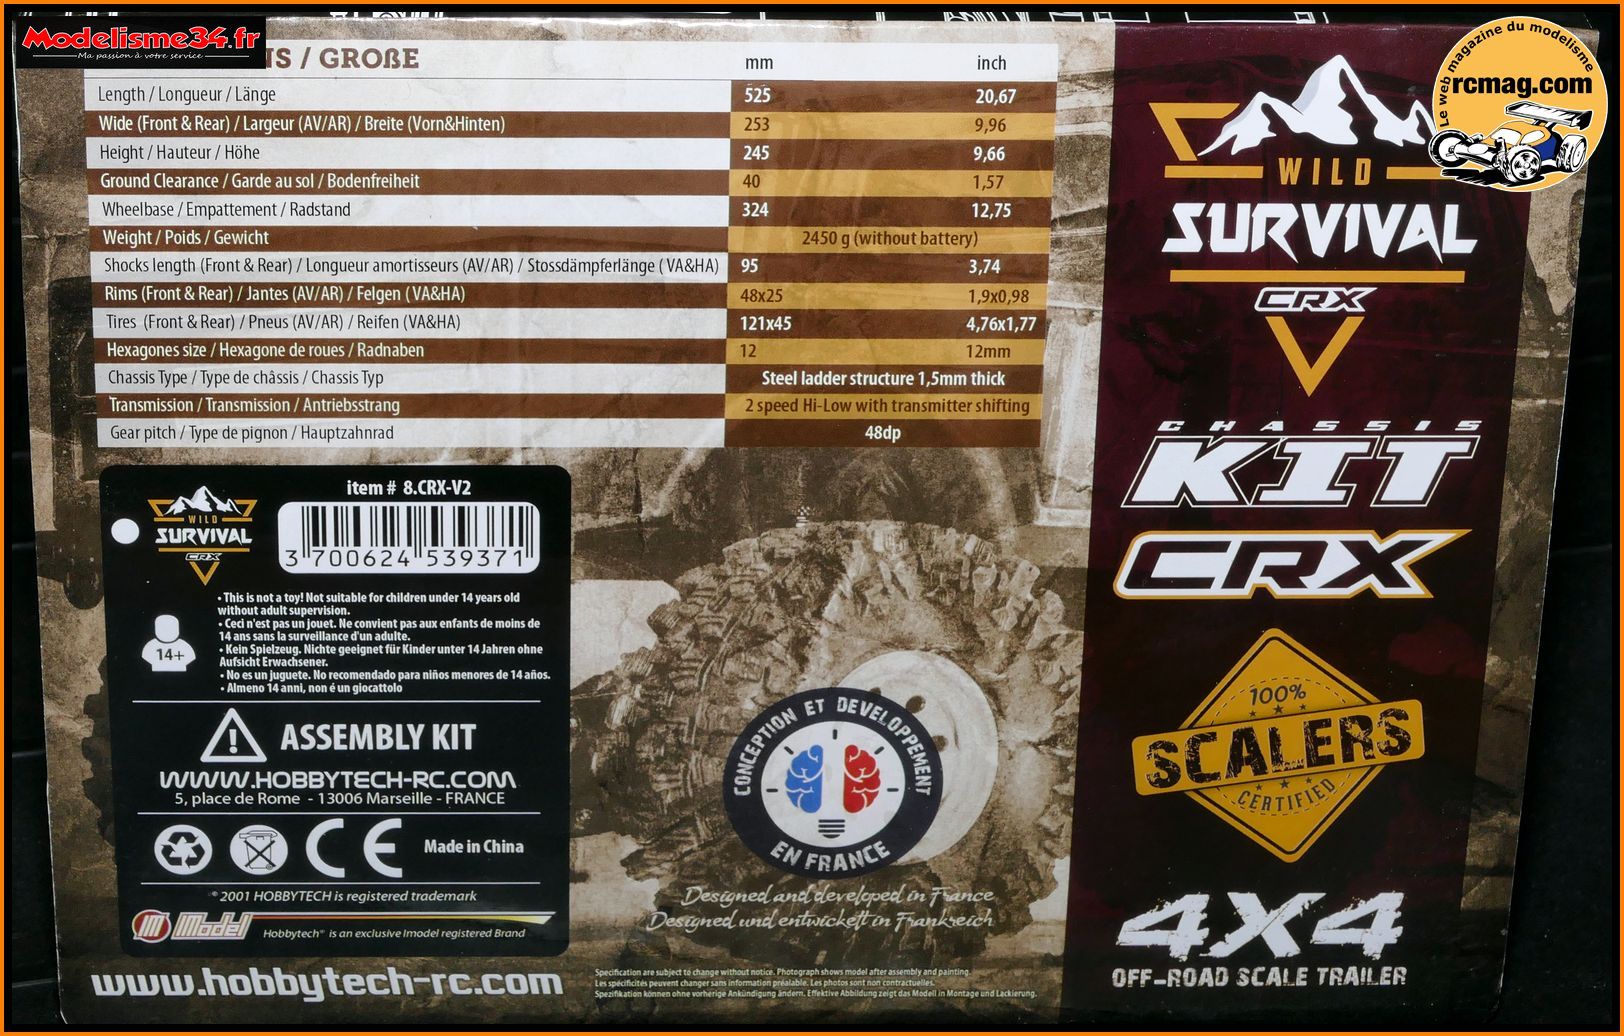 Modelisme34.fr
Ma passion à votre service
NS / GROßE
mm inch
Length / Longueur / Länge 525 20,67
Wide (Front & Rear) / Largeur (AV/AR) / Breite (Vorn&Hinten) 253 9,96
Height / Hauteur / Höhe 245 9,66
Ground Clearance / Garde au sol / Bodenfreiheit 40 1,57
Wheelbase / Empattement / Radstand 324 12,75
Weight / Poids / Gewicht 2450 g (without battery)
Shocks length (Front & Rear) / Longueur amortisseurs (AV/AR) / Stossdämpferlänge ( VA&HA) 95 3,74
Rims (Front & Rear) / Jantes (AV/AR) / Felgen ( VA&HA) 48x25 1,9x0,98
Tires (Front & Rear) / Pneus (AV/AR) / Reifen (VA&HA) 121x45 4,76x1,77
Hexagones size / Hexagone de roues / Radnaben 12 12mm
Chassis Type / Type de châssis / Chassis Typ Steel ladder structure 1,5mm thick
Transmission / Transmission / Antriebsstrang 2 speed Hi-Low with transmitter shifting
Gear pitch / Type de pignon / Hauptzahnrad 48dp
item # 8.CRX-V2
WILD
SURVIVAL
CRX
3 700624 539371
14+
• This is not a toy! Not suitable for children under 14 years old
without adult supervision.
• Ceci n'est pas un jouet. Ne convient pas aux enfants de moins de
14 ans sans la surveillance d'un adulte.
• Kein Spielzeug. Nichte geeignet für Kinder unter 14 Jahren ohne
Aufsicht Erwachsener.
• No es un juguete. No recomendado para niños menores de 14 años.
• Almeno 14 anni, non é un giocattolo
ASSEMBLY KIT
WWW.HOBBYTECH-RC.COM
5, place de Rome - 13006 Marseille - FRANCE
CE
Made in China
® 2001 HOBBYTECH is registered trademark
IM Imodel
Hobbytech® is an exclusive Imodel registered Brand
www.hobbytech-rc.com
CONCEPTION ET DEVELOPPEMENT
EN FRANCE
Designed and developed in France
Designed und entwickelt in Frankreich
Specification are subject to change without notice. Photograph shows model after assembly and painting.
Les spécificités peuvent changer sans information préalable. Les photos sont non contractuelles.
Spezifikation können ohne vorherige Ankündigung ändern. Effektive Abbildung zeigt das Modell in Montage und Lackierung.
Le web magazine du modelisme
rcmag.com
WILD
SURVIVAL
CRX
CHASSIS
KIT
CRX
100%
SCALERS
CERTIFIED
4X4
OFF-ROAD SCALE TRAILER